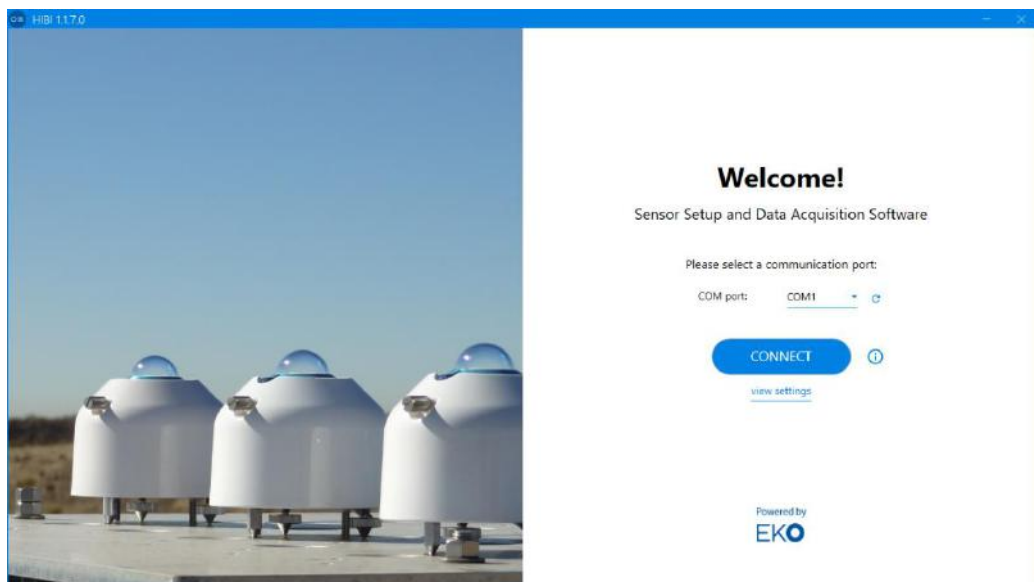 HIBI 1.1.7.0
Welcome!
Sensor Setup and Data Acquisition Software
Please select a communication port:
COM port: COM1
CONNECT
view settings
Powered by
EKO